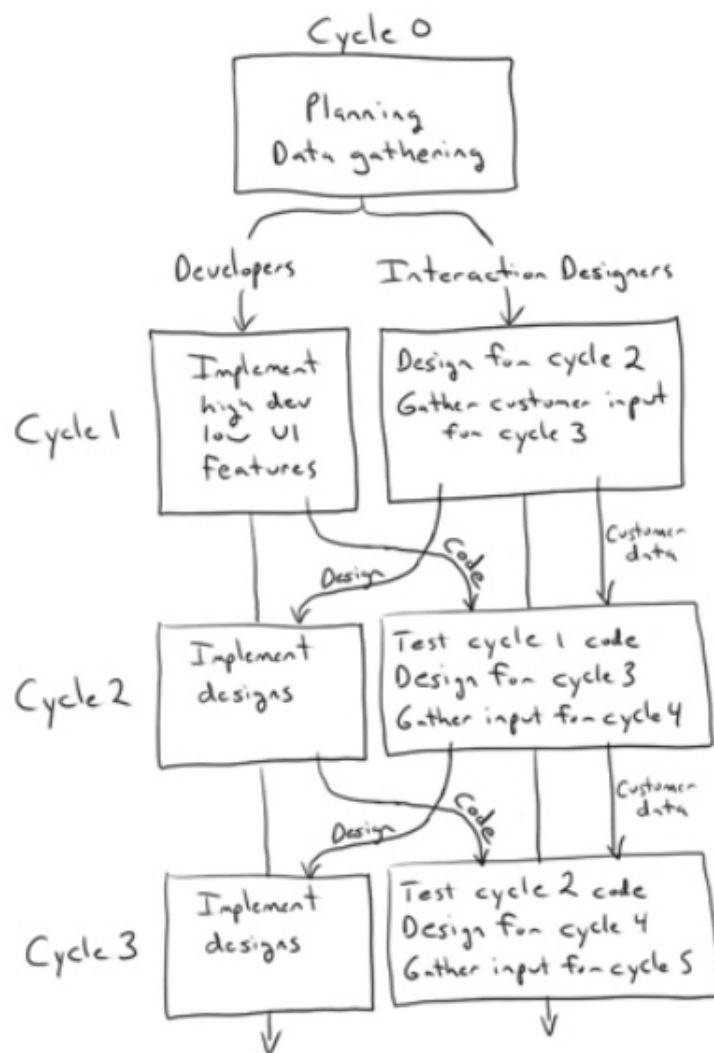 Cycle 0
Planning
Data gathering
Developers
Interaction Designers
Cycle 1
Implement
high dev
low UI
features
Design for cycle 2
Gather customer input
for cycle 3
Design
Code
Customer
data
Cycle 2
Implement
designs
Test cycle 1 code
Design for cycle 3
Gather input for cycle 4
Design
Code
Customer
data
Cycle 3
Implement
designs
Test cycle 2 code
Design for cycle 4
Gather input for cycle 5